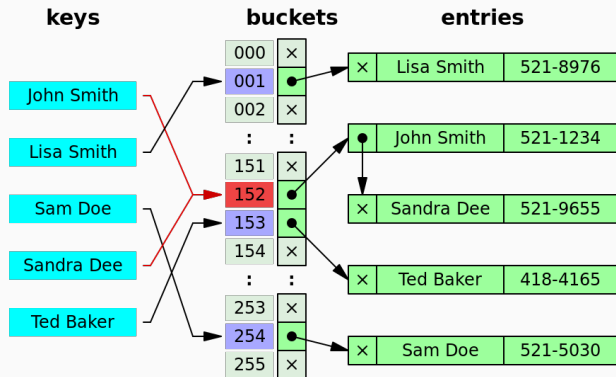 keys
buckets
entries
John Smith
Lisa Smith
Sam Doe
Sandra Dee
Ted Baker
000 ×
001
002 ×
: :
151 ×
152
153
154 ×
: :
253 ×
254
255 ×
× Lisa Smith 521-8976
John Smith 521-1234
× Sandra Dee 521-9655
× Ted Baker 418-4165
× Sam Doe 521-5030